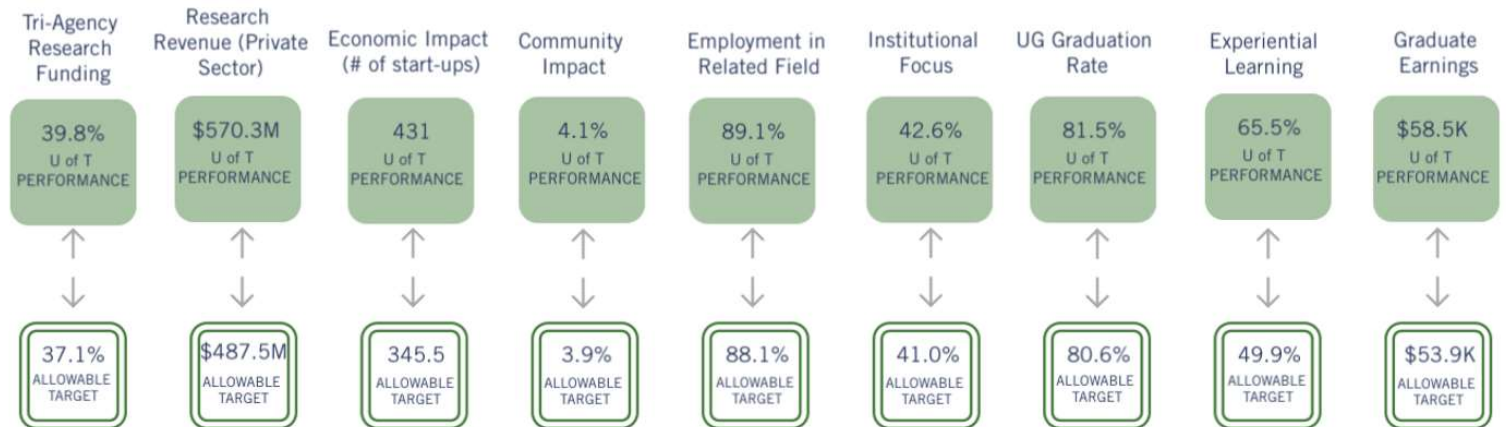 Tri-Agency
Research
Funding
Research
Revenue (Private
Sector)
Economic Impact
(# of start-ups)
Community
Impact
Employment in
Related Field
Institutional
Focus
UG Graduation
Rate
Experiential
Learning
Graduate
Earnings
39.8%
U of T
PERFORMANCE
$570.3M
U of T
PERFORMANCE
431
U of T
PERFORMANCE
4.1%
U of T
PERFORMANCE
89.1%
U of T
PERFORMANCE
42.6%
U of T
PERFORMANCE
81.5%
U of T
PERFORMANCE
65.5%
U of T
PERFORMANCE
$58.5K
U of T
PERFORMANCE
37.1%
ALLOWABLE
TARGET
$487.5M
ALLOWABLE
TARGET
345.5
ALLOWABLE
TARGET
3.9%
ALLOWABLE
TARGET
88.1%
ALLOWABLE
TARGET
41.0%
ALLOWABLE
TARGET
80.6%
ALLOWABLE
TARGET
49.9%
ALLOWABLE
TARGET
$53.9K
ALLOWABLE
TARGET